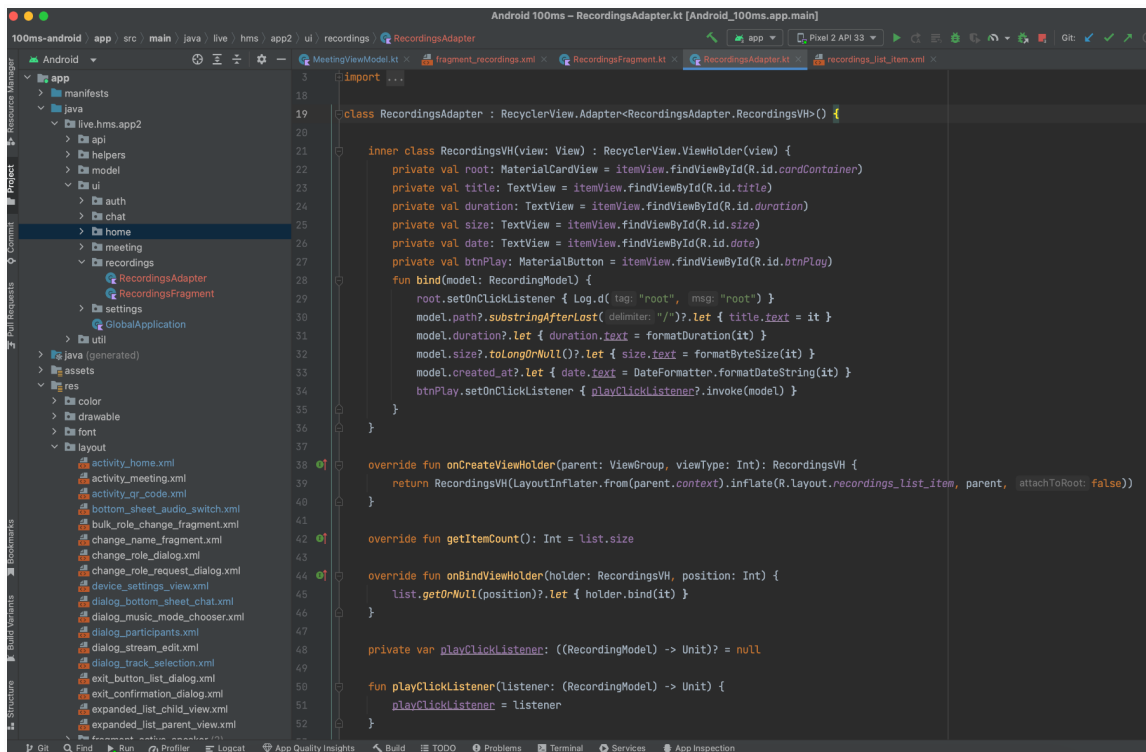 Android 100ms – RecordingsAdapter.kt [Android_100ms.app.main]
100ms-android app src main java live hms app2 ui recordings RecordingsAdapter
app Pixel 2 API 33 Git:
Android
MeetingViewModel.kt fragment_recordings.xml RecordingsFragment.kt RecordingsAdapter.kt recordings_list_item.xml
Resource Manager
Project
Commit
Pull Requests
Bookmarks
Build Variants
Structure
app
manifests
java
live.hms.app2
api
helpers
model
ui
auth
chat
home
meeting
recordings
RecordingsAdapter
RecordingsFragment
settings
GlobalApplication
util
java (generated)
assets
res
color
drawable
font
layout
activity_home.xml
activity_meeting.xml
activity_qr_code.xml
bottom_sheet_audio_switch.xml
bulk_role_change_fragment.xml
change_name_fragment.xml
change_role_dialog.xml
change_role_request_dialog.xml
device_settings_view.xml
dialog_bottom_sheet_chat.xml
dialog_music_mode_chooser.xml
dialog_participants.xml
dialog_stream_edit.xml
dialog_track_selection.xml
exit_button_list_dialog.xml
exit_confirmation_dialog.xml
expanded_list_child_view.xml
expanded_list_parent_view.xml
3 import ...
18
19 class RecordingsAdapter : RecyclerView.Adapter<RecordingsAdapter.RecordingsVH>() {
20
21 inner class RecordingsVH(view: View) : RecyclerView.ViewHolder(view) {
22 private val root: MaterialCardView = itemView.findViewById(R.id.cardContainer)
23 private val title: TextView = itemView.findViewById(R.id.title)
24 private val duration: TextView = itemView.findViewById(R.id.duration)
25 private val size: TextView = itemView.findViewById(R.id.size)
26 private val date: TextView = itemView.findViewById(R.id.date)
27 private val btnPlay: MaterialButton = itemView.findViewById(R.id.btnPlay)
28 fun bind(model: RecordingModel) {
29 root.setOnClickListener { Log.d( tag: "root", msg: "root") }
30 model.path?.substringAfterLast( delimiter: "/")?.let { title.text = it }
31 model.duration?.let { duration.text = formatDuration(it) }
32 model.size?.toLongOrNull()?.let { size.text = formatByteSize(it) }
33 model.created_at?.let { date.text = DateFormatter.formatDateString(it) }
34 btnPlay.setOnClickListener { playClickListener?.invoke(model) }
35 }
36 }
37
38 override fun onCreateViewHolder(parent: ViewGroup, viewType: Int): RecordingsVH {
39 return RecordingsVH(LayoutInflater.from(parent.context).inflate(R.layout.recordings_list_item, parent, attachToRoot: false))
40 }
41
42 override fun getItemCount(): Int = list.size
43
44 override fun onBindViewHolder(holder: RecordingsVH, position: Int) {
45 list.getOrNull(position)?.let { holder.bind(it) }
46 }
47
48 private var playClickListener: ((RecordingModel) -> Unit)? = null
49
50 fun playClickListener(listener: (RecordingModel) -> Unit) {
51 playClickListener = listener
52 }
Git Find Run Profiler Logcat App Quality Insights Build TODO Problems Terminal Services App Inspection